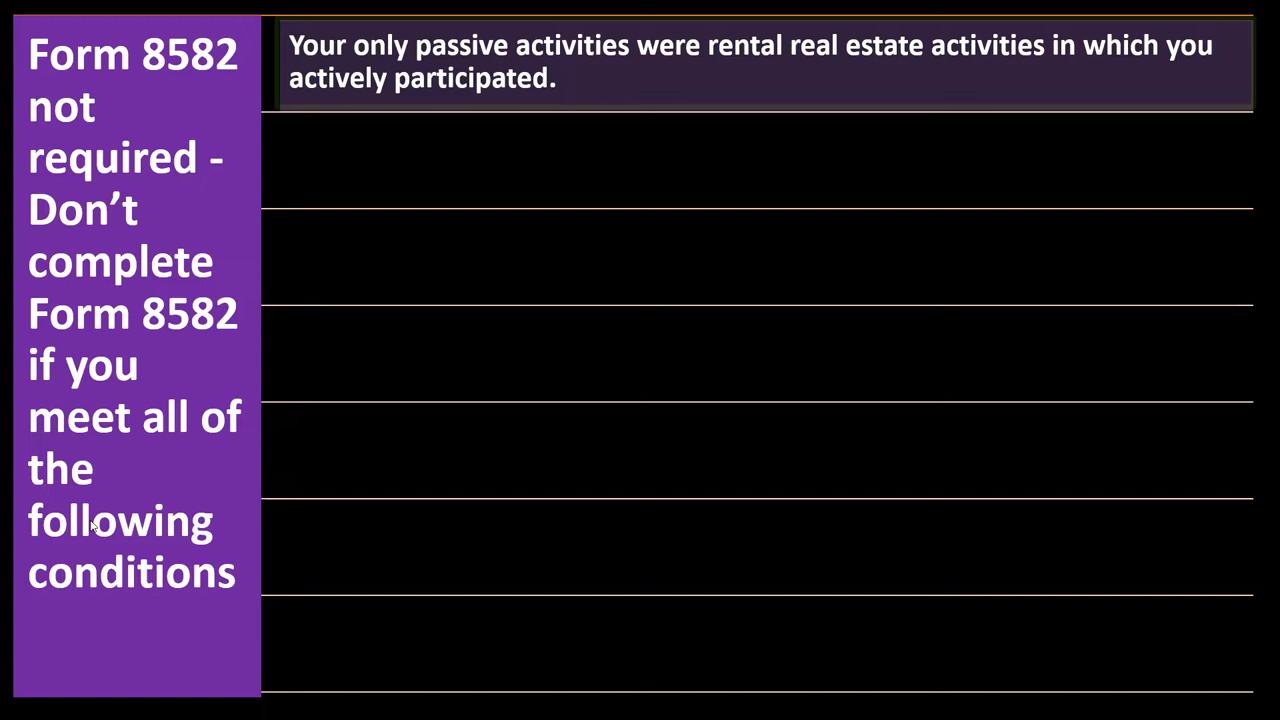 Form 8582
not
required -
Don’t
complete
Form 8582
if you
meet all of
the
following
conditions
Your only passive activities were rental real estate activities in which you
actively participated.